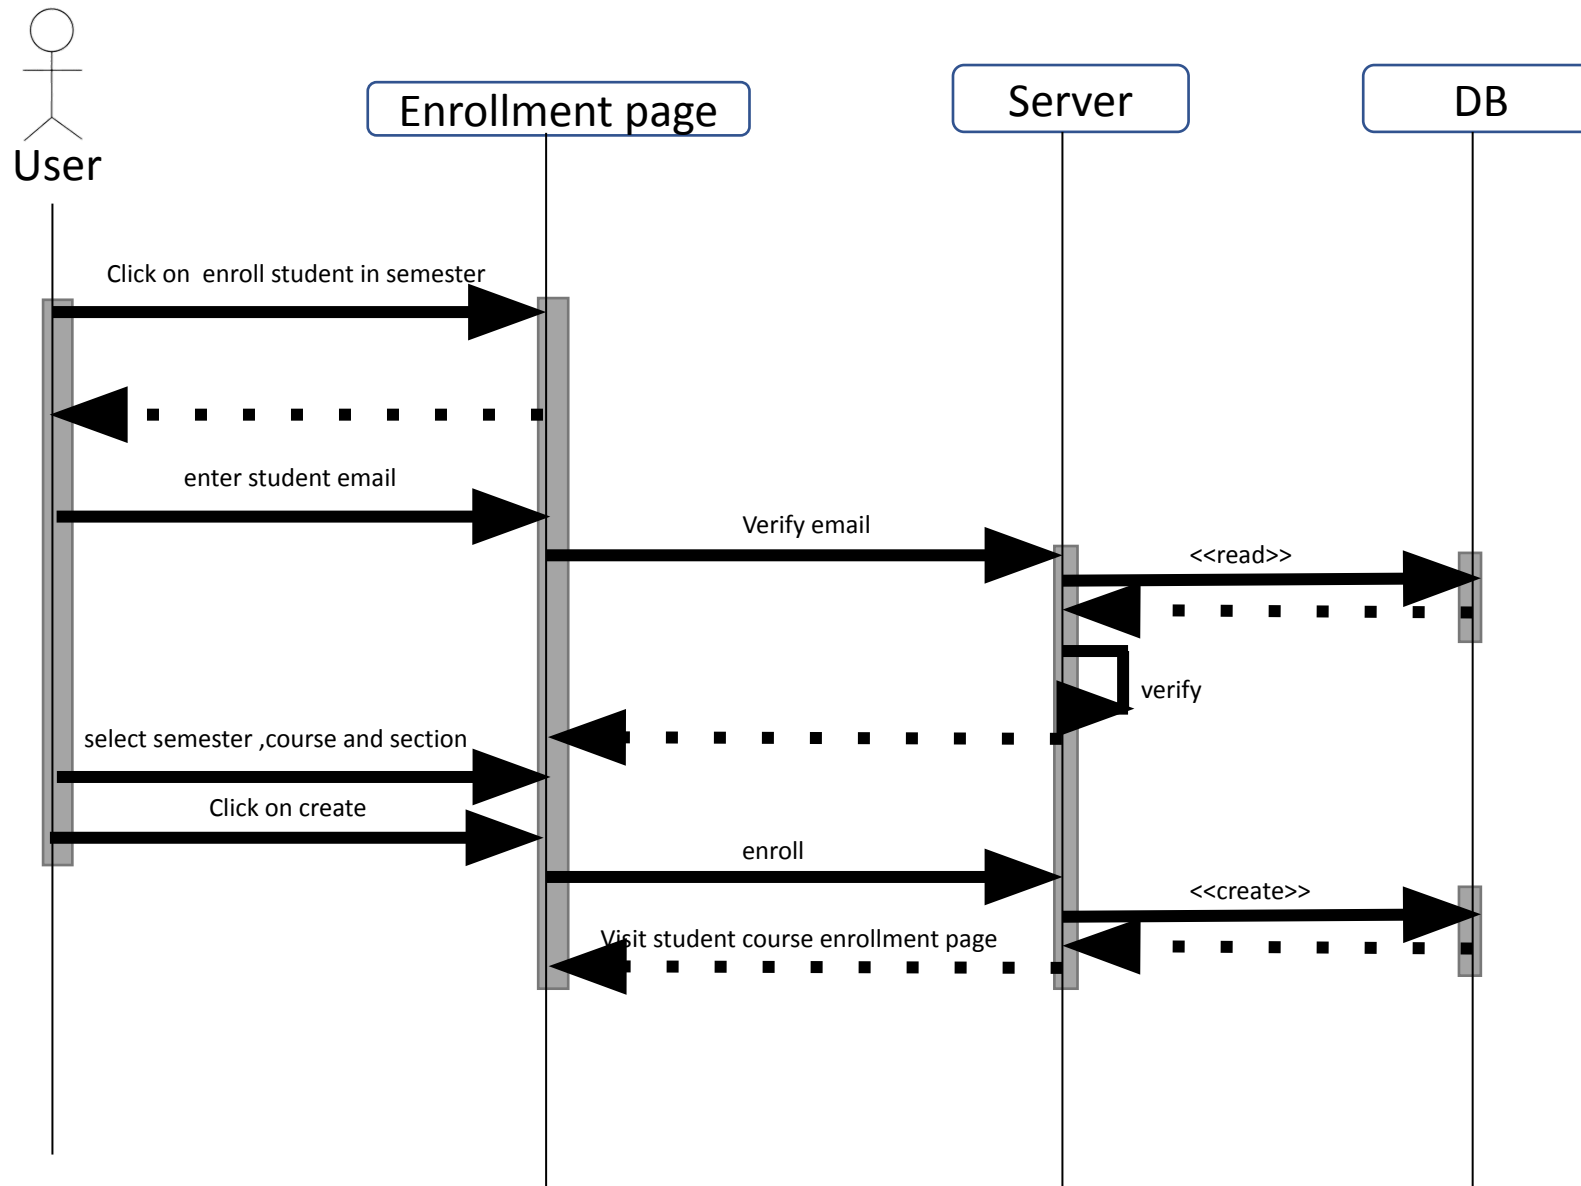 User
Enrollment page
Server
DB
Click on  enroll student in semester
enter student email
Verify email
<<read>>
verify
select semester ,course and section
Click on create
enroll
<<create>>
Visit student course enrollment page